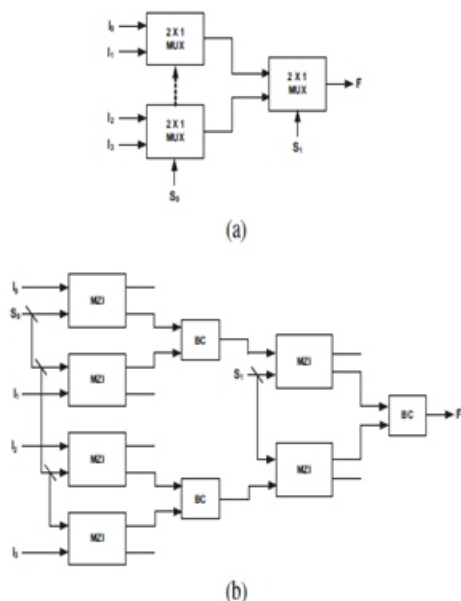 I₀
2 X 1
MUX
I₁
2 X 1
MUX
F
I₂
2 X 1
MUX
I₃
S₀
S₁
(a)
I₀
MZI
S₀
BC
MZI
MZI
S₁
I₁
BC
F
I₂
MZI
MZI
BC
MZI
I₃
(b)